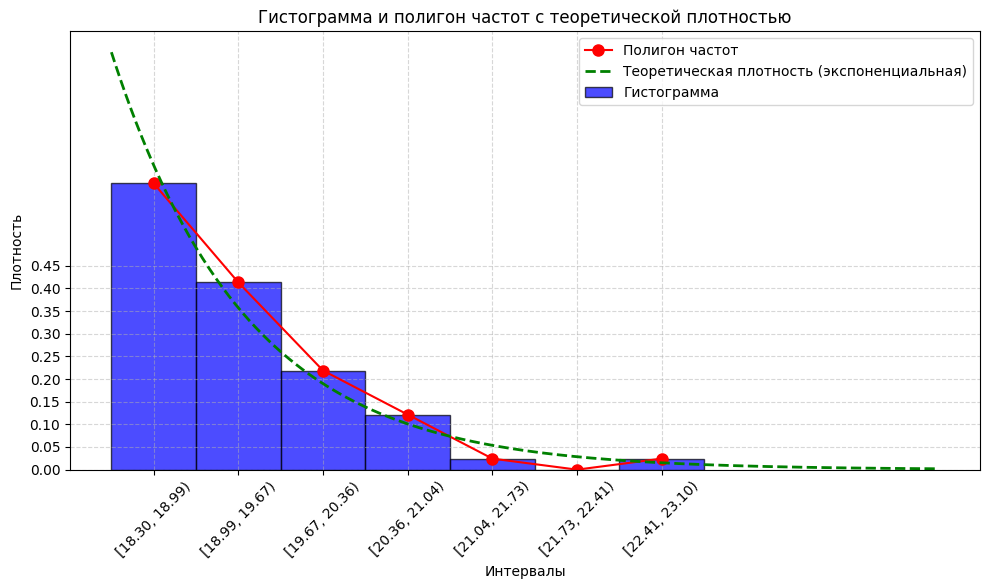 Гистограмма и полигон частот с теоретической плотностью
Полигон частот
Теоретическая плотность (экспоненциальная)
Гистограмма
Плотность
0.45
0.40
0.35
0.30
0.25
0.20
0.15
0.10
0.05
0.00
[18.30, 18.99)
[18.99, 19.67)
[19.67, 20.36)
[20.36, 21.04)
[21.04, 21.73)
[21.73, 22.41)
[22.41, 23.10)
Интервалы